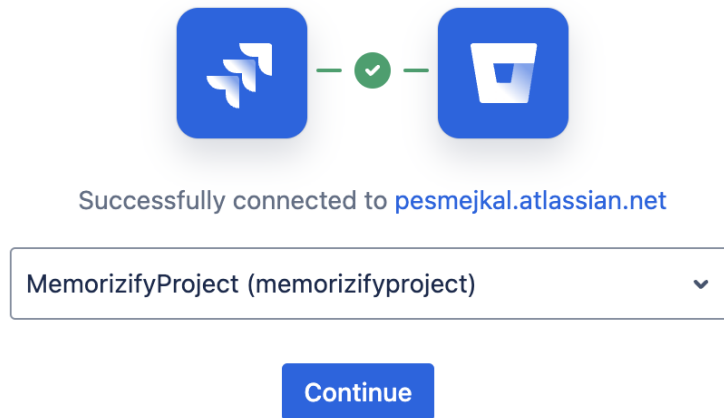 Successfully connected to pesmejkal.atlassian.net
MemorizifyProject (memorizifyproject)
Continue